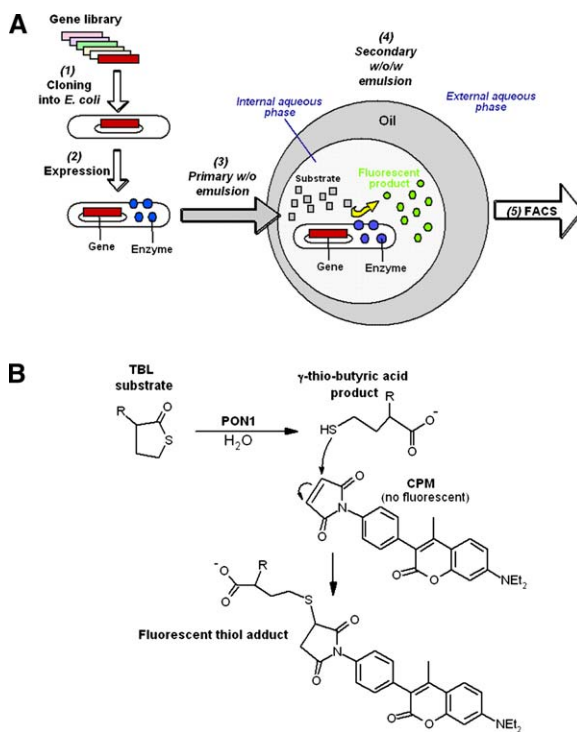 A
Gene library
(1)
Cloning
into E. coli
(2)
Expression
Gene
Enzyme
(3)
Primary w/o
emulsion
(4)
Secondary
w/o/w
emulsion
Internal aqueous
phase
External aqueous
phase
Oil
Substrate
Fluorescent
product
Gene
Enzyme
(5) FACS
B
TBL
substrate
R
O
S
PON1
H2O
γ-thio-butyric acid
product
HS
R
O
O-
CPM
(no fluorescent)
O
N
O
O
O
NEt2
O-
O
R
S
Fluorescent thiol adduct
O
N
O
O
O
NEt2